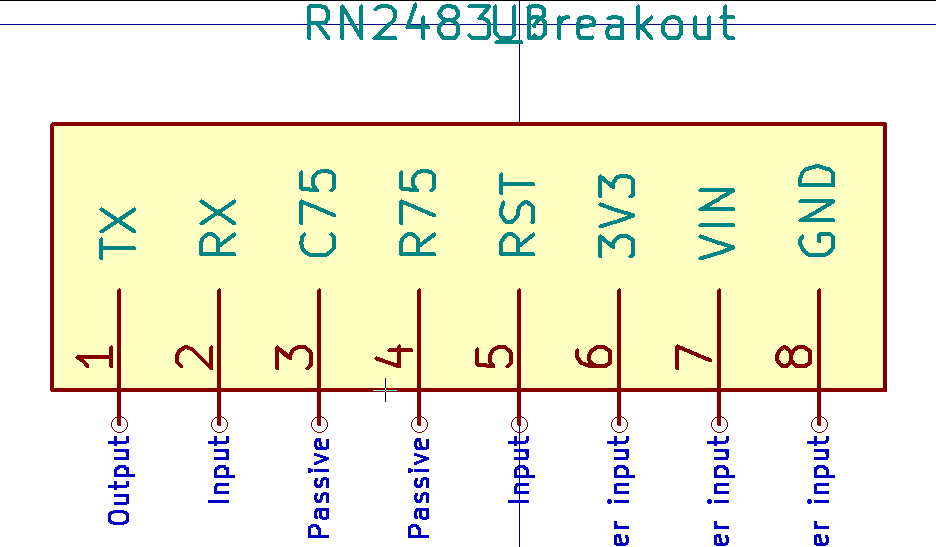 RN2483_Breakout
U
TX RX C75 R75 RST 3V3 VIN GND
1 2 3 4 5 6 7 8
Output Input Passive Passive Input er input er input er input